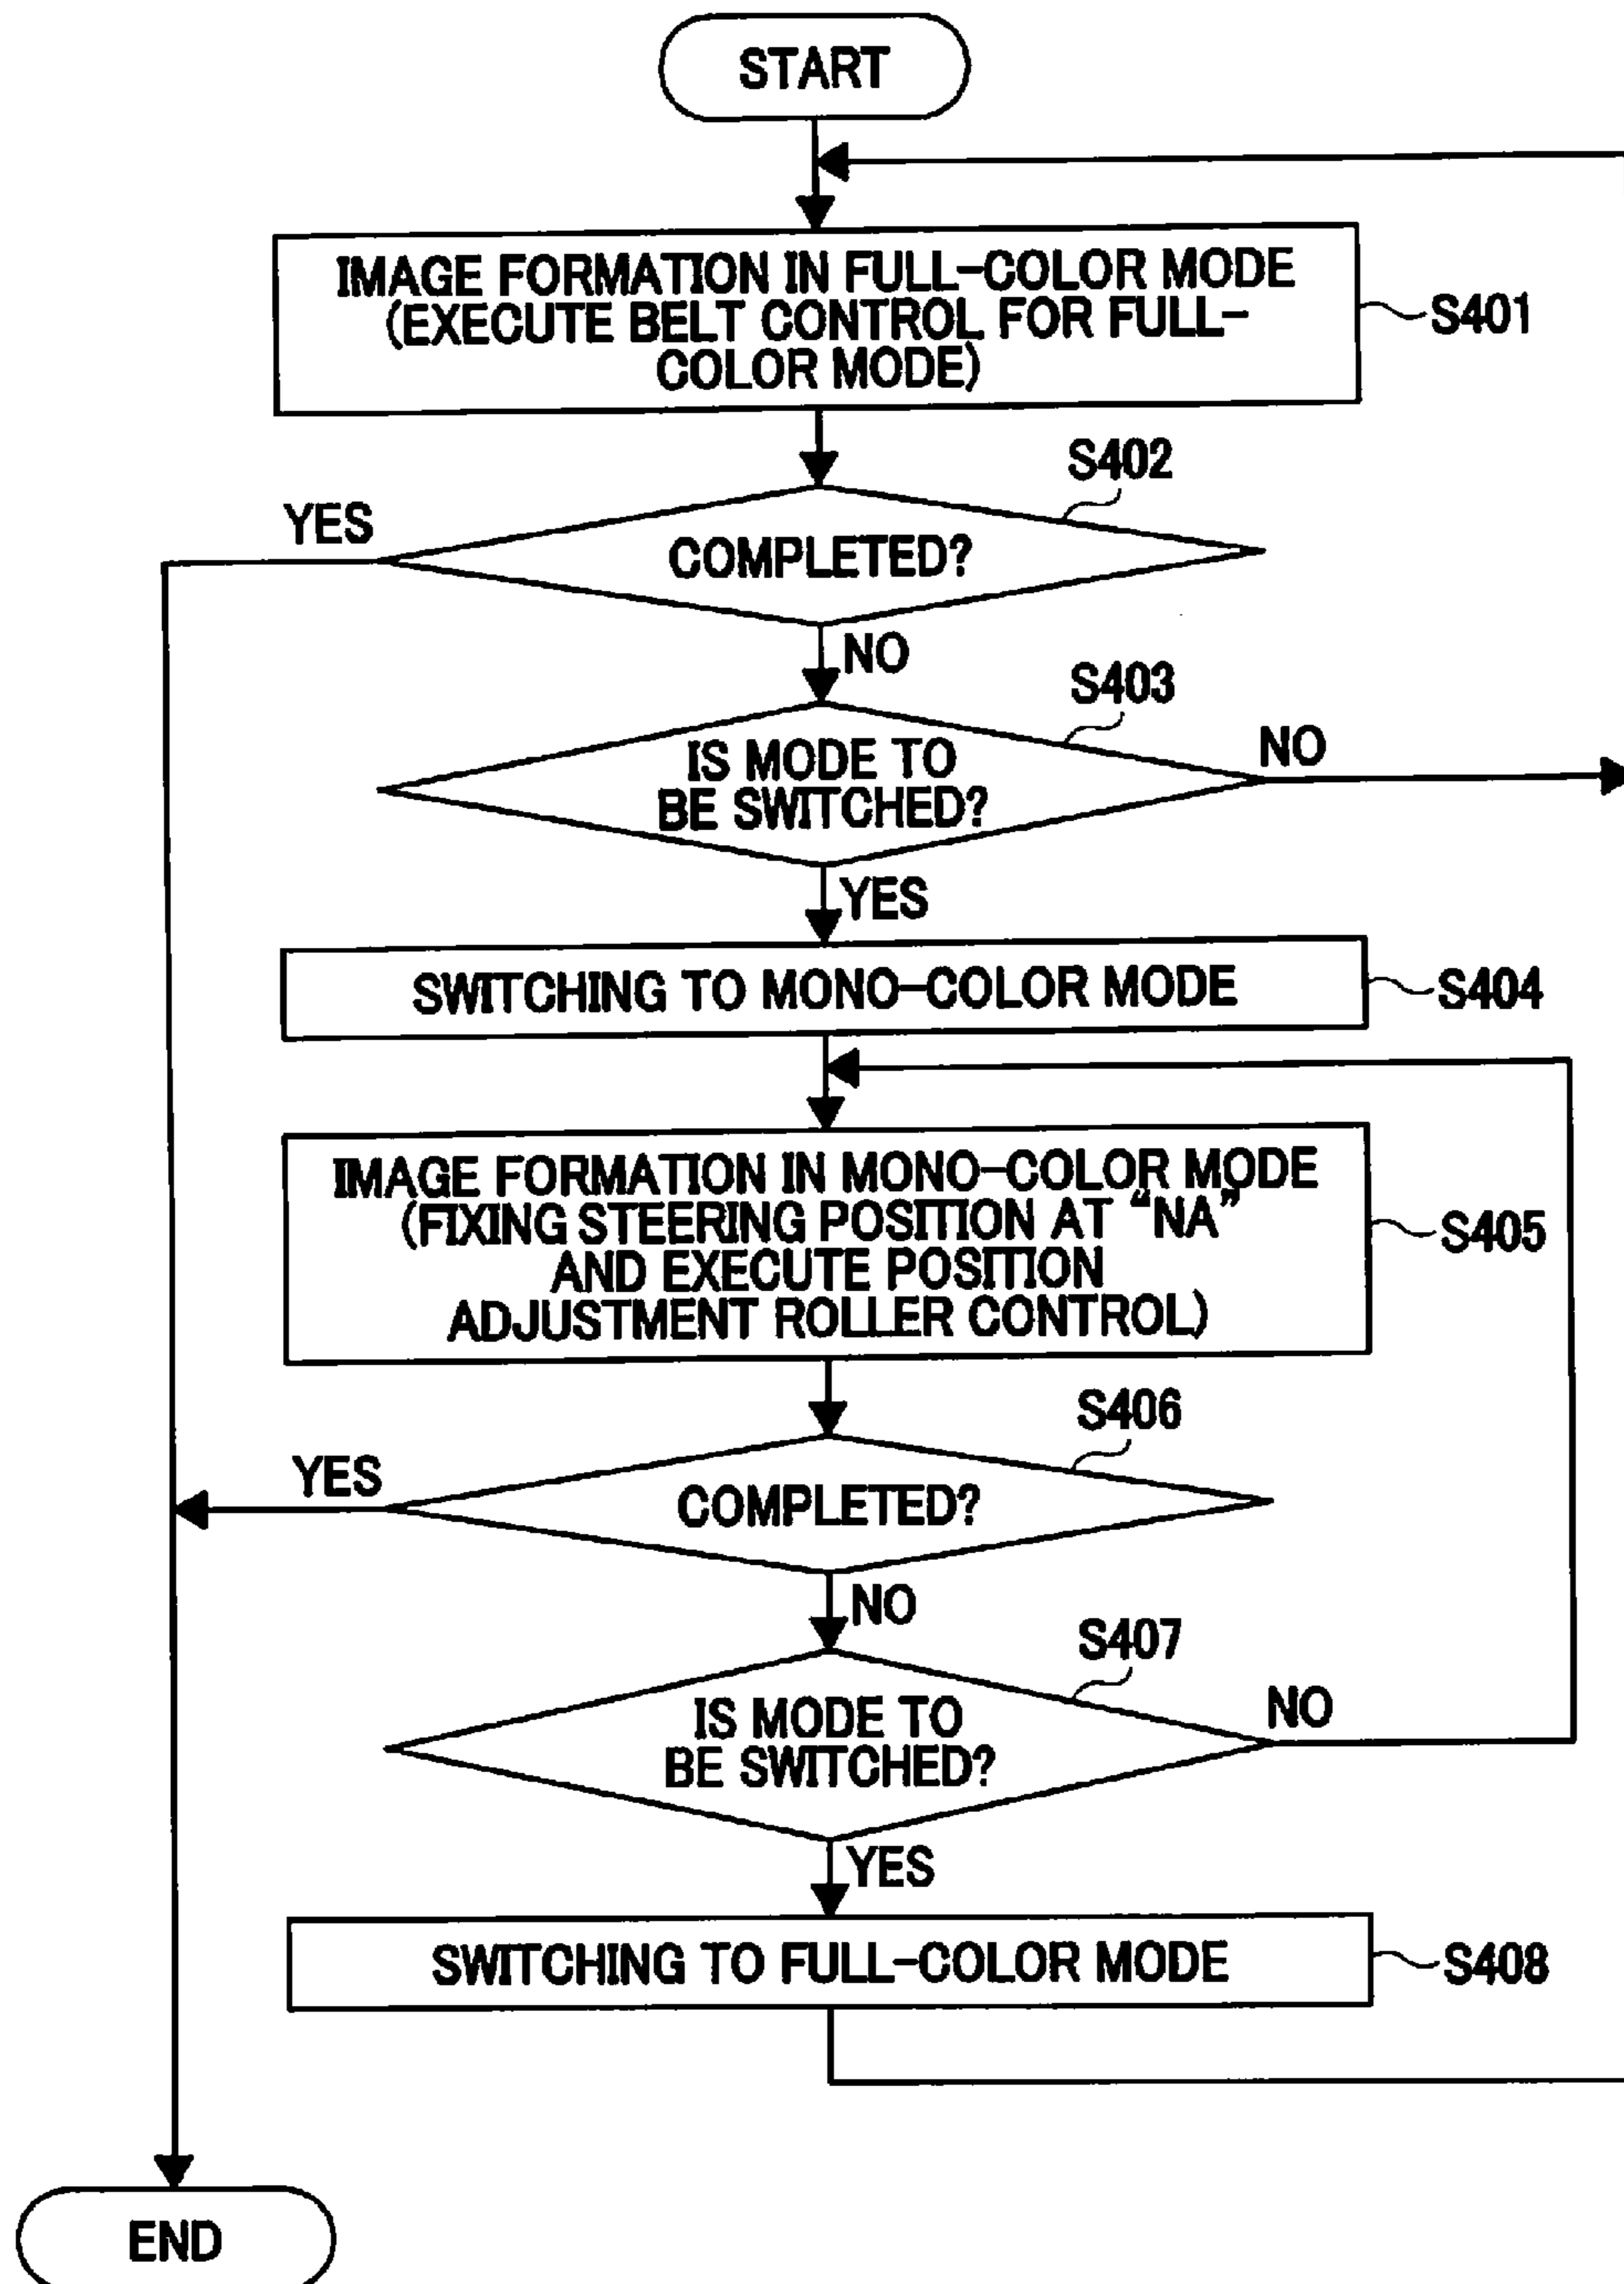 START
IMAGE FORMATION IN FULL-COLOR MODE
(EXECUTE BELT CONTROL FOR FULL-
COLOR MODE)
S401
S402
YES
COMPLETED?
NO
S403
IS MODE TO
BE SWITCHED?
NO
YES
SWITCHING TO MONO-COLOR MODE
S404
IMAGE FORMATION IN MONO-COLOR MODE
(FIXING STEERING POSITION AT “NA”
AND EXECUTE POSITION
ADJUSTMENT ROLLER CONTROL)
S405
S406
YES
COMPLETED?
NO
S407
IS MODE TO
BE SWITCHED?
NO
YES
SWITCHING TO FULL-COLOR MODE
S408
END